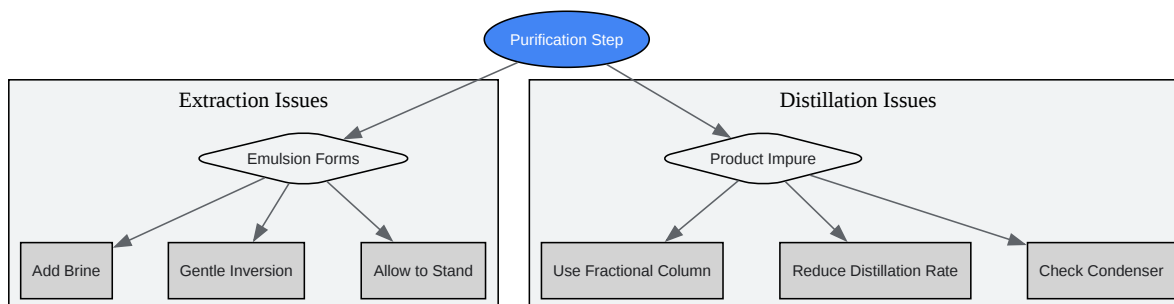 Purification Step
Extraction Issues
Distillation Issues
Emulsion Forms
Product Impure
Add Brine
Gentle Inversion
Allow to Stand
Use Fractional Column
Reduce Distillation Rate
Check Condenser